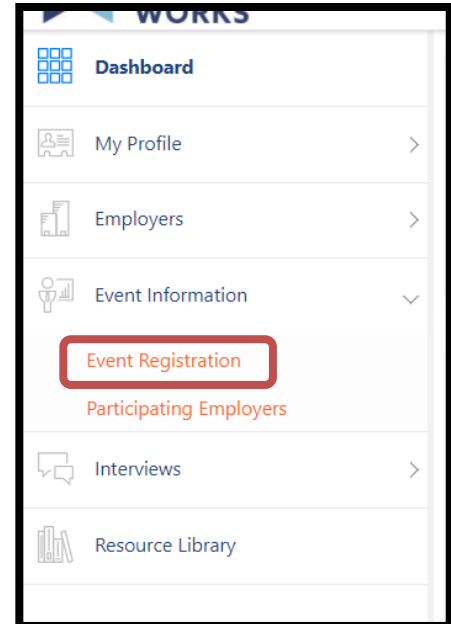 WORKS
Dashboard
My Profile
Employers
Event Information
Event Registration
Participating Employers
Interviews
Resource Library